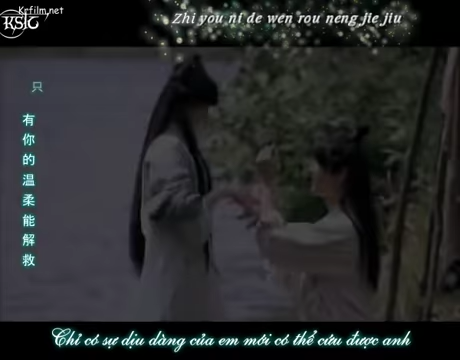 Krfilm.net
KSTC
Zhi you ni de wen rou neng jie jiu
只
有你的温柔能解救
Chỉ có sự dịu dàng của em mới có thể cứu được anh